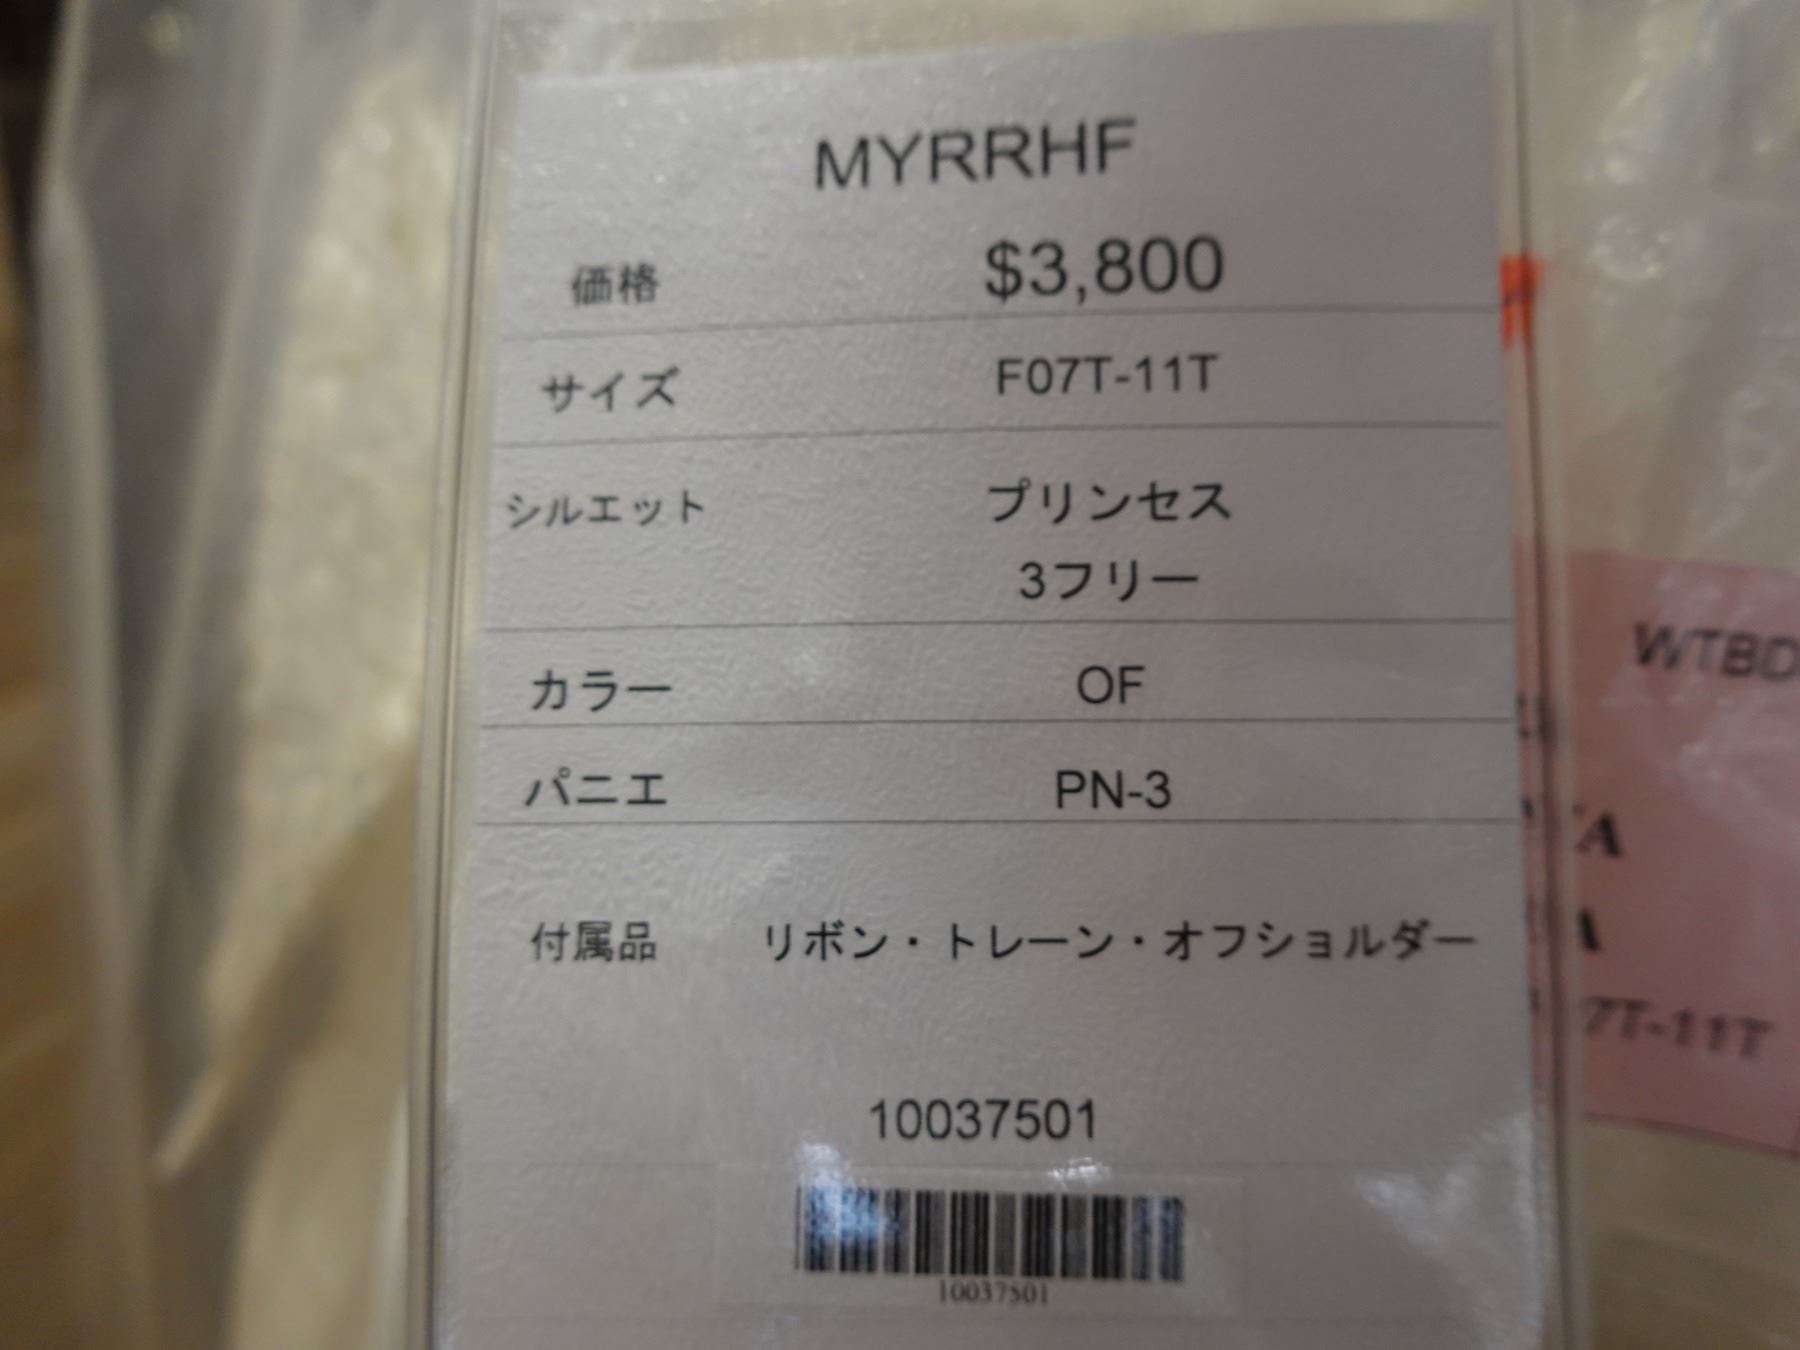 MYRRHF
価格 $3,800
サイズ F07T-11T
シルエット プリンセス
3フリー
カラー OF
パニエ PN-3
付属品 リボン・トレーン・オフショルダー
10037501
10037501
WTBD
A
A
7T-11T